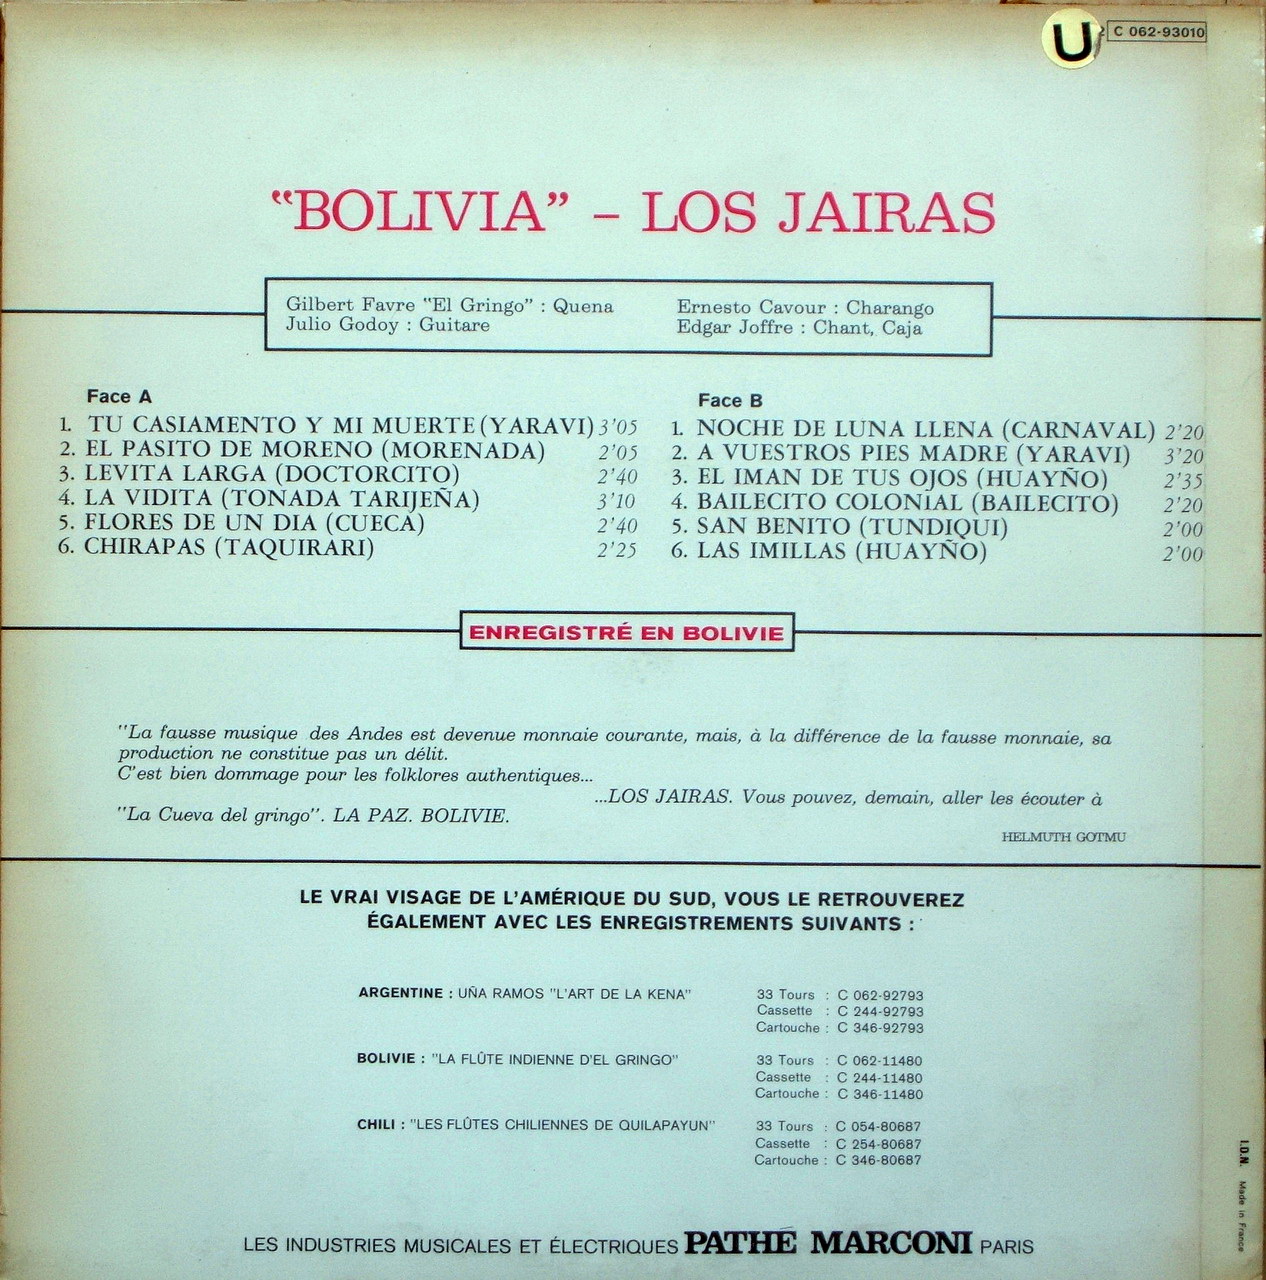 U
C 062-93010
"BOLIVIA" – LOS JAIRAS
Gilbert Favre "El Gringo" : Quena
Julio Godoy : Guitare
Ernesto Cavour : Charango
Edgar Joffre : Chant, Caja
Face A
1. TU CASIAMENTO Y MI MUERTE (YARAVI) 3'05
2. EL PASITO DE MORENO (MORENADA) 2'05
3. LEVITA LARGA (DOCTORCITO) 2'40
4. LA VIDITA (TONADA TARIJEÑA) 3'10
5. FLORES DE UN DIA (CUECA) 2'40
6. CHIRAPAS (TAQUIRARI) 2'25
Face B
1. NOCHE DE LUNA LLENA (CARNAVAL) 2'20
2. A VUESTROS PIES MADRE (YARAVI) 3'20
3. EL IMAN DE TUS OJOS (HUAYÑO) 2'35
4. BAILECITO COLONIAL (BAILECITO) 2'20
5. SAN BENITO (TUNDIQUI) 2'00
6. LAS IMILLAS (HUAYÑO) 2'00
ENREGISTRÉ EN BOLIVIE
"La fausse musique des Andes est devenue monnaie courante, mais, à la différence de la fausse monnaie, sa
production ne constitue pas un délit.
C'est bien dommage pour les folklores authentiques...
...LOS JAIRAS. Vous pouvez, demain, aller les écouter à
"La Cueva del gringo". LA PAZ. BOLIVIE.
HELMUTH GOTMU
LE VRAI VISAGE DE L'AMÉRIQUE DU SUD, VOUS LE RETROUVEREZ
ÉGALEMENT AVEC LES ENREGISTREMENTS SUIVANTS :
ARGENTINE : UÑA RAMOS "L'ART DE LA KENA"
33 Tours : C 062-92793
Cassette : C 244-92793
Cartouche : C 346-92793
BOLIVIE : "LA FLÛTE INDIENNE D'EL GRINGO"
33 Tours : C 062-11480
Cassette : C 244-11480
Cartouche : C 346-11480
CHILI : "LES FLÛTES CHILIENNES DE QUILAPAYUN"
33 Tours : C 054-80687
Cassette : C 254-80687
Cartouche : C 346-80687
I.D.N. Made in France
LES INDUSTRIES MUSICALES ET ÉLECTRIQUES PATHÉ MARCONI PARIS